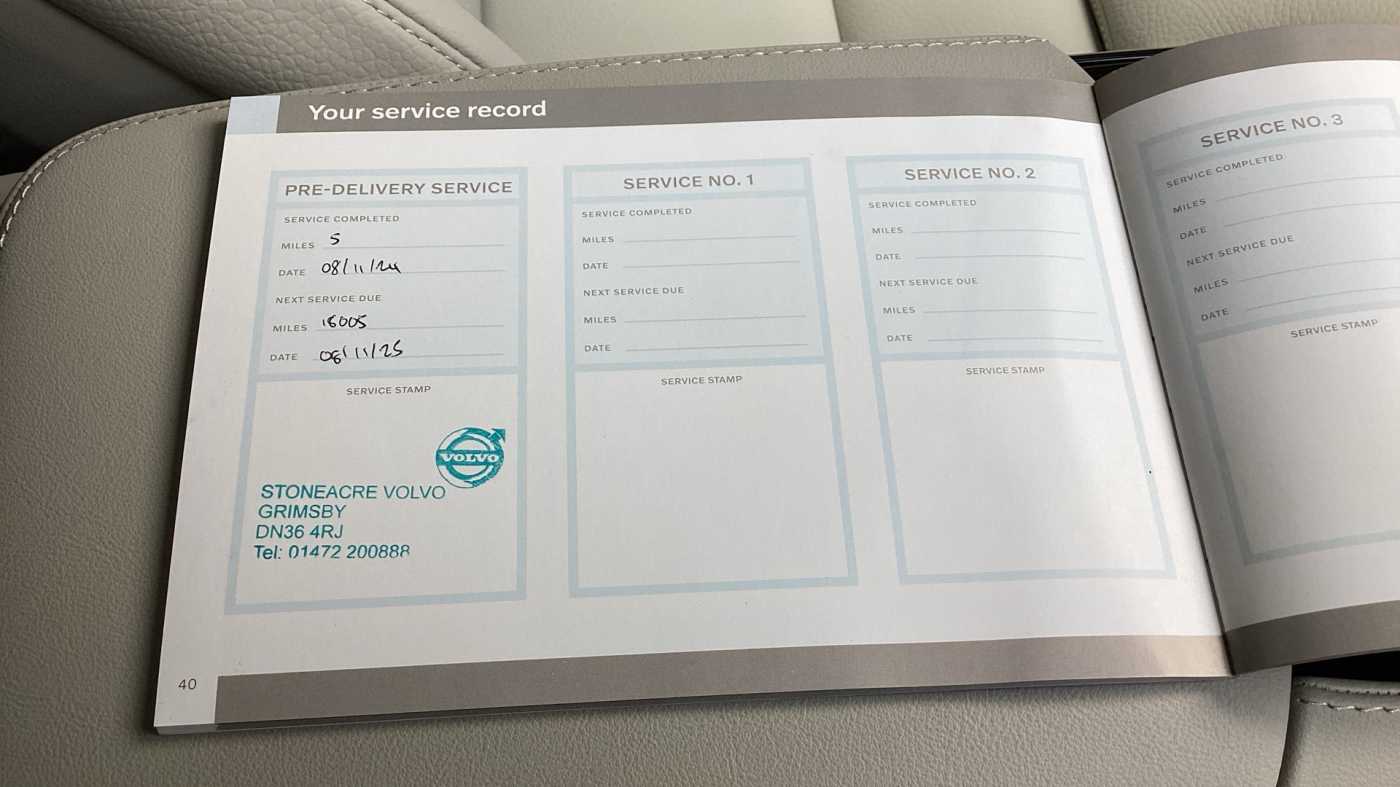 Your service record
PRE-DELIVERY SERVICE
SERVICE COMPLETED
MILES 5
DATE 08/11/24
NEXT SERVICE DUE
MILES 18005
DATE 08/11/25
SERVICE STAMP
VOLVO
STONEACRE VOLVO
GRIMSBY
DN36 4RJ
Tel: 01472 200888
SERVICE NO. 1
SERVICE COMPLETED
MILES
DATE
NEXT SERVICE DUE
MILES
DATE
SERVICE STAMP
SERVICE NO. 2
SERVICE COMPLETED
MILES
DATE
NEXT SERVICE DUE
MILES
DATE
SERVICE STAMP
SERVICE NO. 3
SERVICE COMPLETED
MILES
DATE
NEXT SERVICE DUE
MILES
DATE
SERVICE STAMP
40